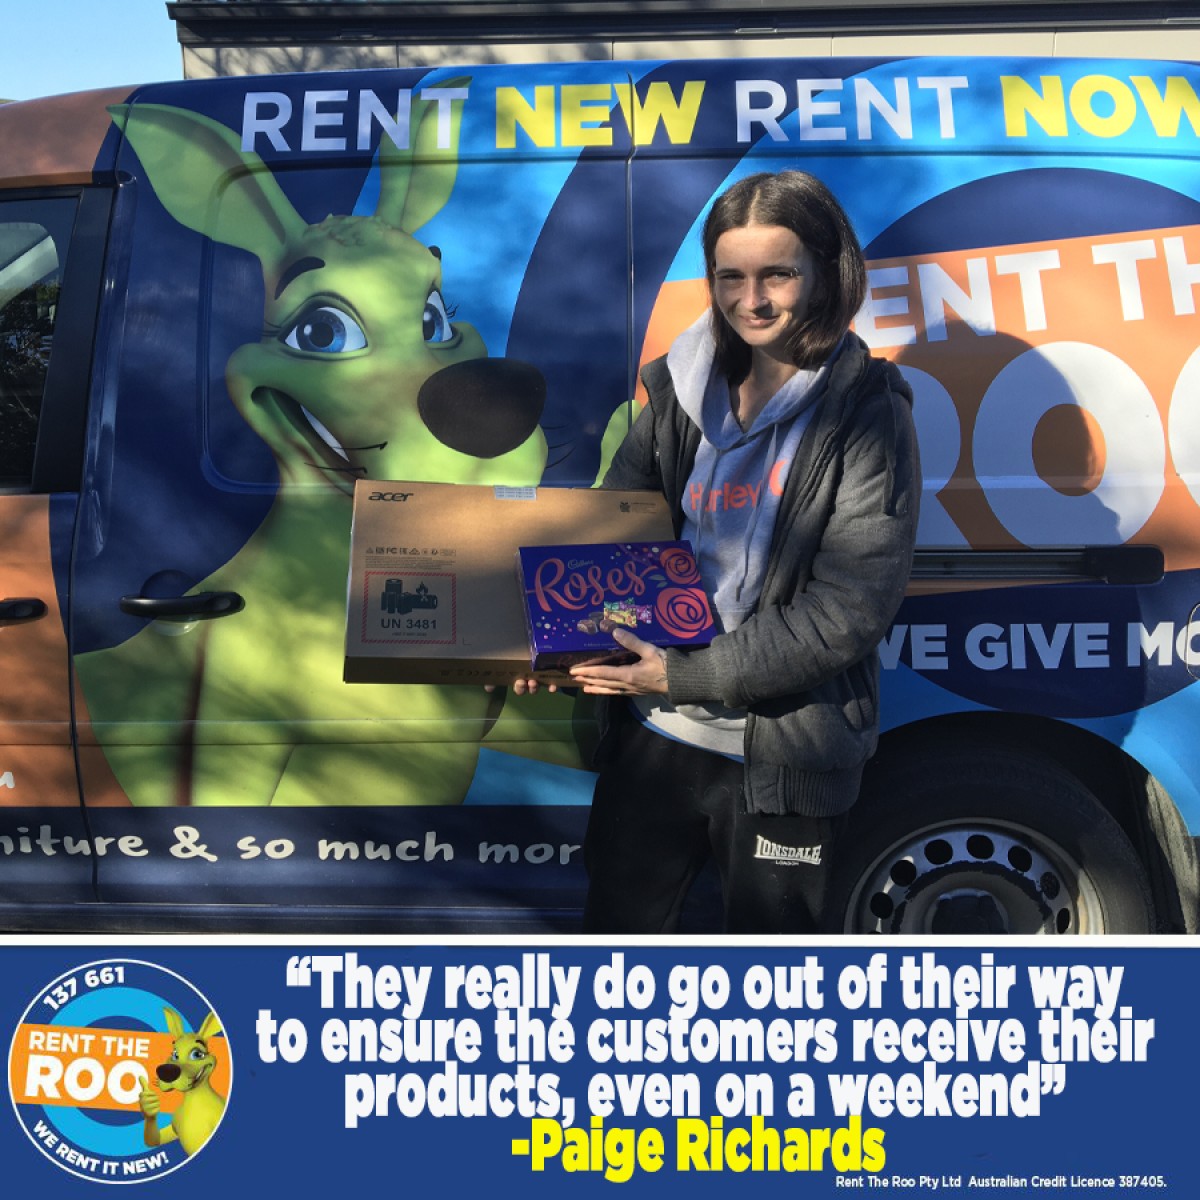 RENT NEW RENT NOW
RENT TH
ROO
acer
UN 3481
Cadbury
Roses
Hurley
WE GIVE MO
niture & so much mor
LONSDALE
LONDON
137 661
RENT THE
ROO
WE RENT IT NEW!
“They really do go out of their way
to ensure the customers receive their
products, even on a weekend”
-Paige Richards
Rent The Roo Pty Ltd Australian Credit Licence 387405.